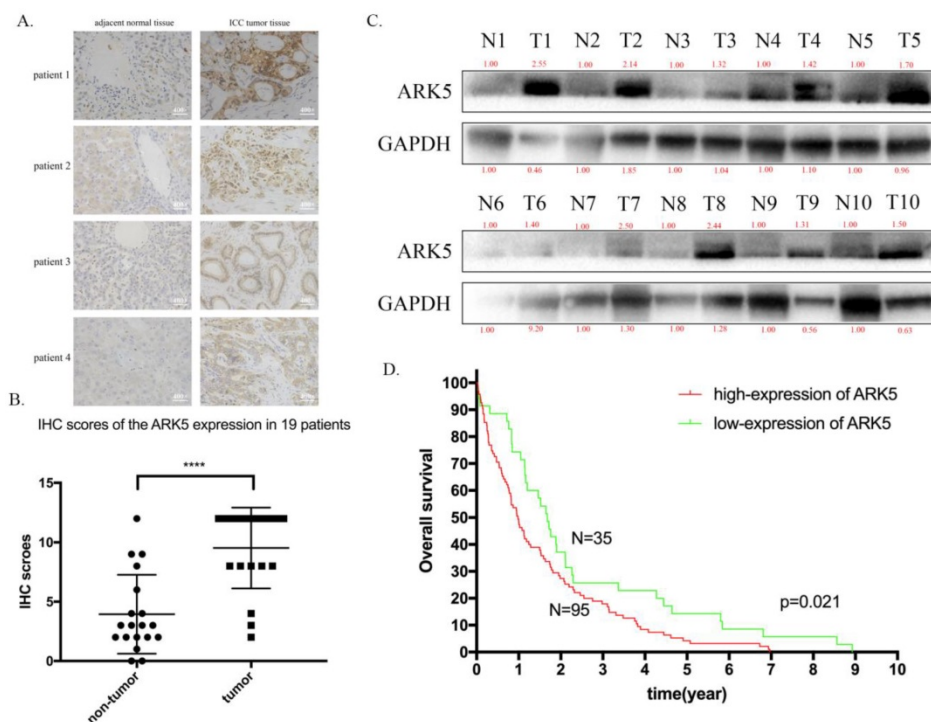 A.
adjacent normal tissue ICC tumor tissue
patient 1
patient 2
patient 3
patient 4
B.
IHC scores of the ARK5 expression in 19 patients
****
IHC scroes
15
10
5
0
non-tumor tumor
C.
N1 T1 N2 T2 N3 T3 N4 T4 N5 T5
1.00 2.55 1.00 2.14 1.00 1.32 1.00 1.42 1.00 1.70
ARK5
GAPDH
1.00 0.46 1.00 1.85 1.00 1.04 1.00 1.10 1.00 0.96
N6 T6 N7 T7 N8 T8 N9 T9 N10 T10
1.00 1.40 1.00 2.50 1.00 2.44 1.00 1.31 1.00 1.50
ARK5
GAPDH
1.00 9.20 1.00 1.30 1.00 1.28 1.00 0.56 1.00 0.63
D.
high-expression of ARK5
low-expression of ARK5
Overall survival
100
90
80
70
60
50
40
30
20
10
0
N=35
N=95
p=0.021
0 1 2 3 4 5 6 7 8 9 10
time(year)